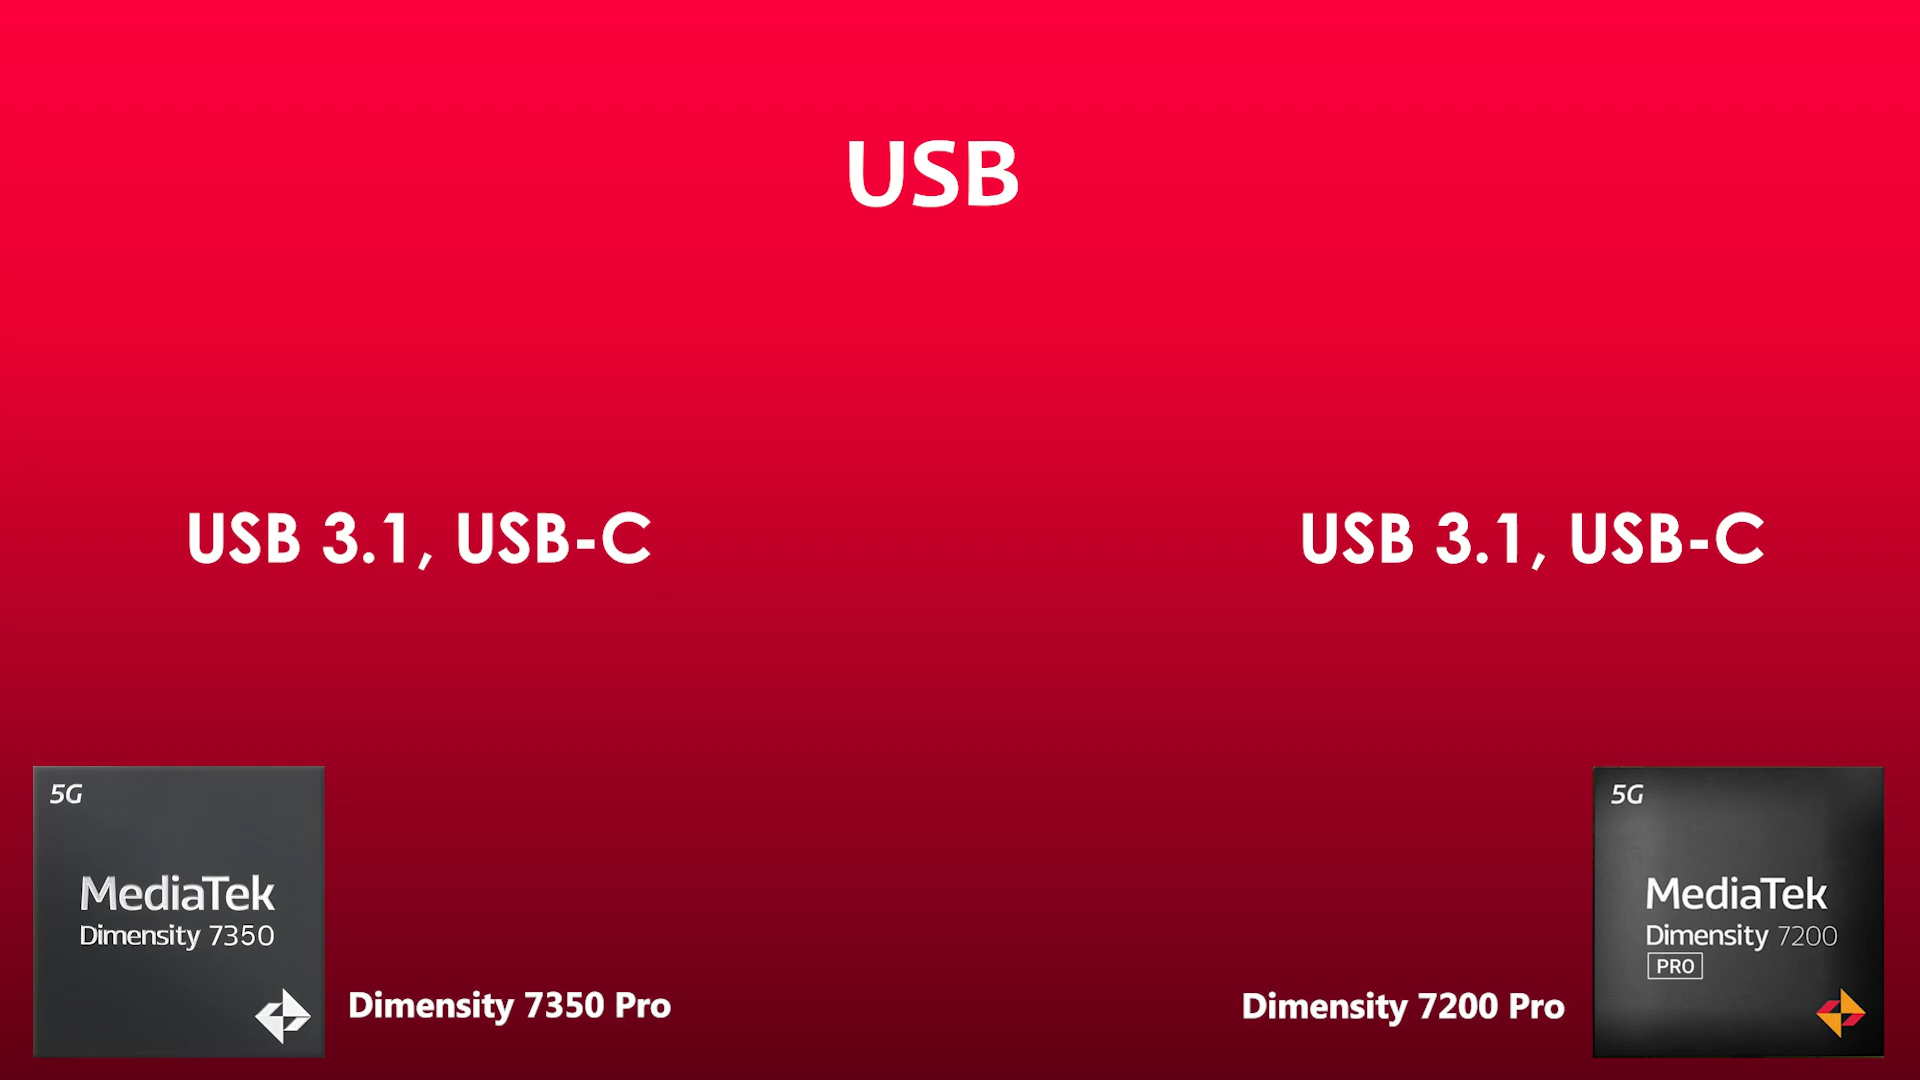 USB
USB 3.1, USB-C
USB 3.1, USB-C
5G
MediaTek
Dimensity 7350
Dimensity 7350 Pro
Dimensity 7200 Pro
5G
MediaTek
Dimensity 7200
PRO